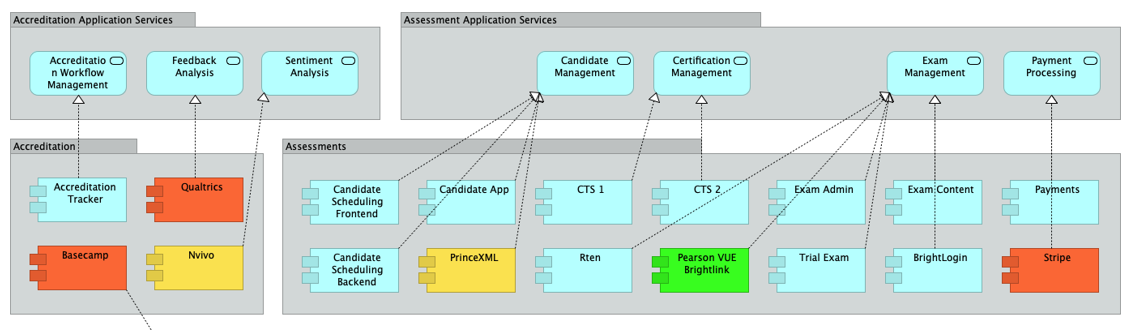 Accreditation Application Services
Assessment Application Services
Accreditatio
n Workflow
Management
Feedback
Analysis
Sentiment
Analysis
Candidate
Management
Certification
Management
Exam
Management
Payment
Processing
Accreditation
Assessments
Accreditation
Tracker
Qualtrics
Candidate
Scheduling
Frontend
Candidate App
CTS 1
CTS 2
Exam Admin
Exam Content
Payments
Basecamp
Nvivo
Candidate
Scheduling
Backend
PrinceXML
Rten
Pearson VUE
Brightlink
Trial Exam
BrightLogin
Stripe